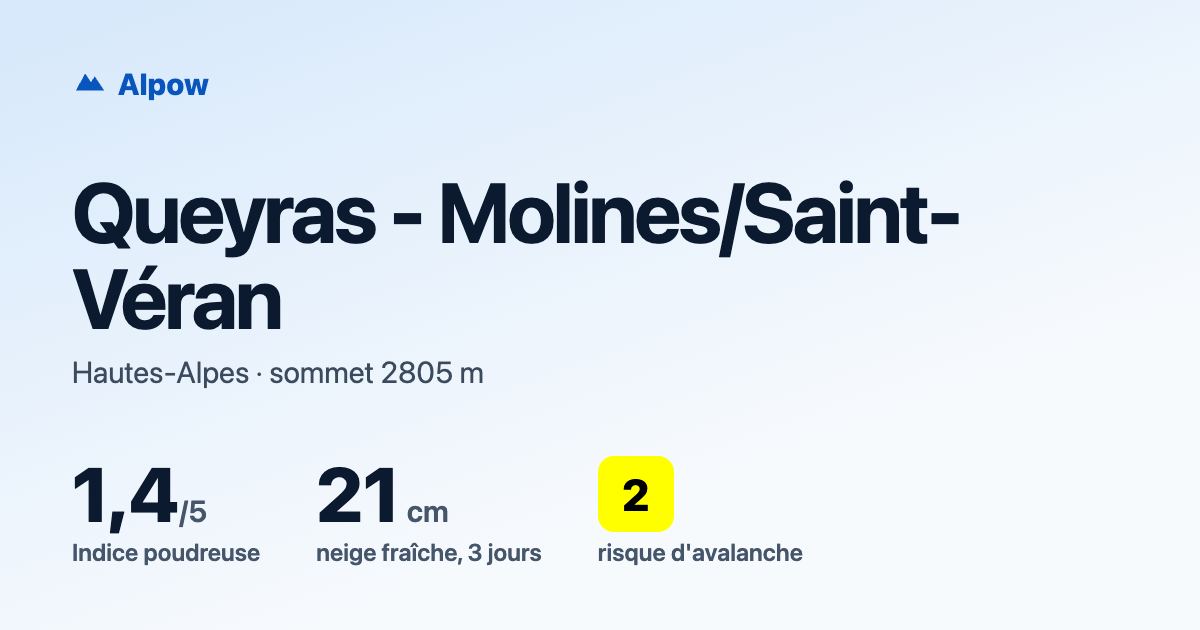 Alpow
Queyras - Molines/Saint-
Véran
Hautes-Alpes · sommet 2805 m
1,4/5
Indice poudreuse
21 cm
neige fraîche, 3 jours
2
risque d'avalanche